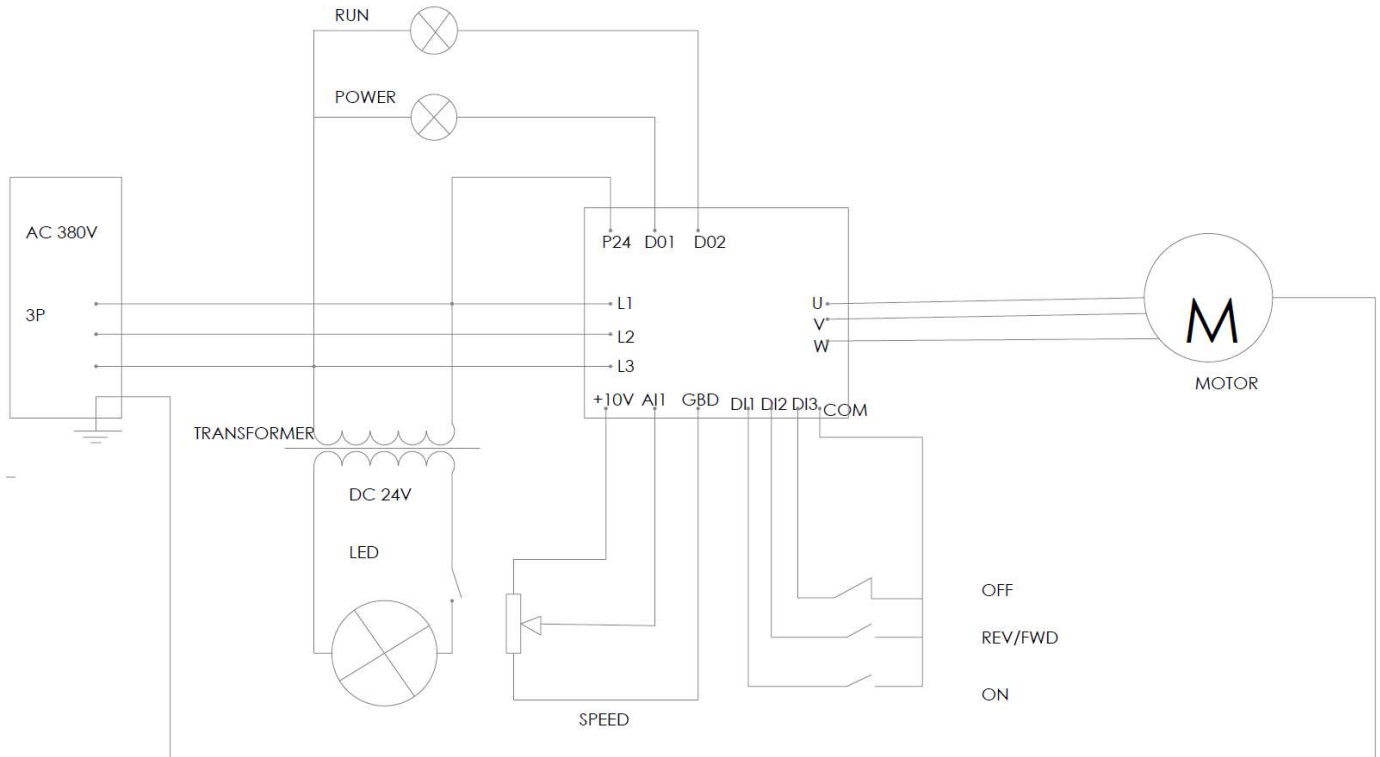 RUN
POWER
AC 380V
3P
P24 D01 D02
L1
L2
L3
U
V
W
+10V AI1 GBD DI1 DI2 DI3 COM
M
MOTOR
TRANSFORMER
DC 24V
LED
SPEED
OFF
REV/FWD
ON